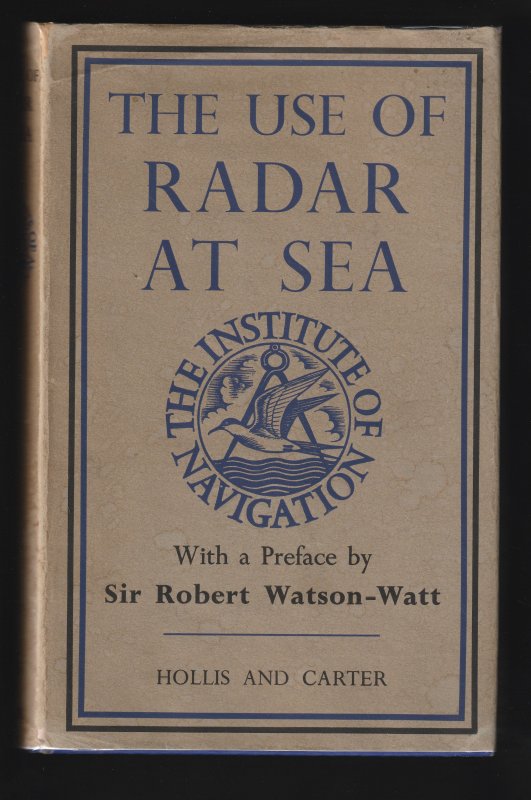 THE USE OF
RADAR
AT SEA
THE INSTITUTE OF
NAVIGATION
With a Preface by
Sir Robert Watson-Watt
HOLLIS AND CARTER